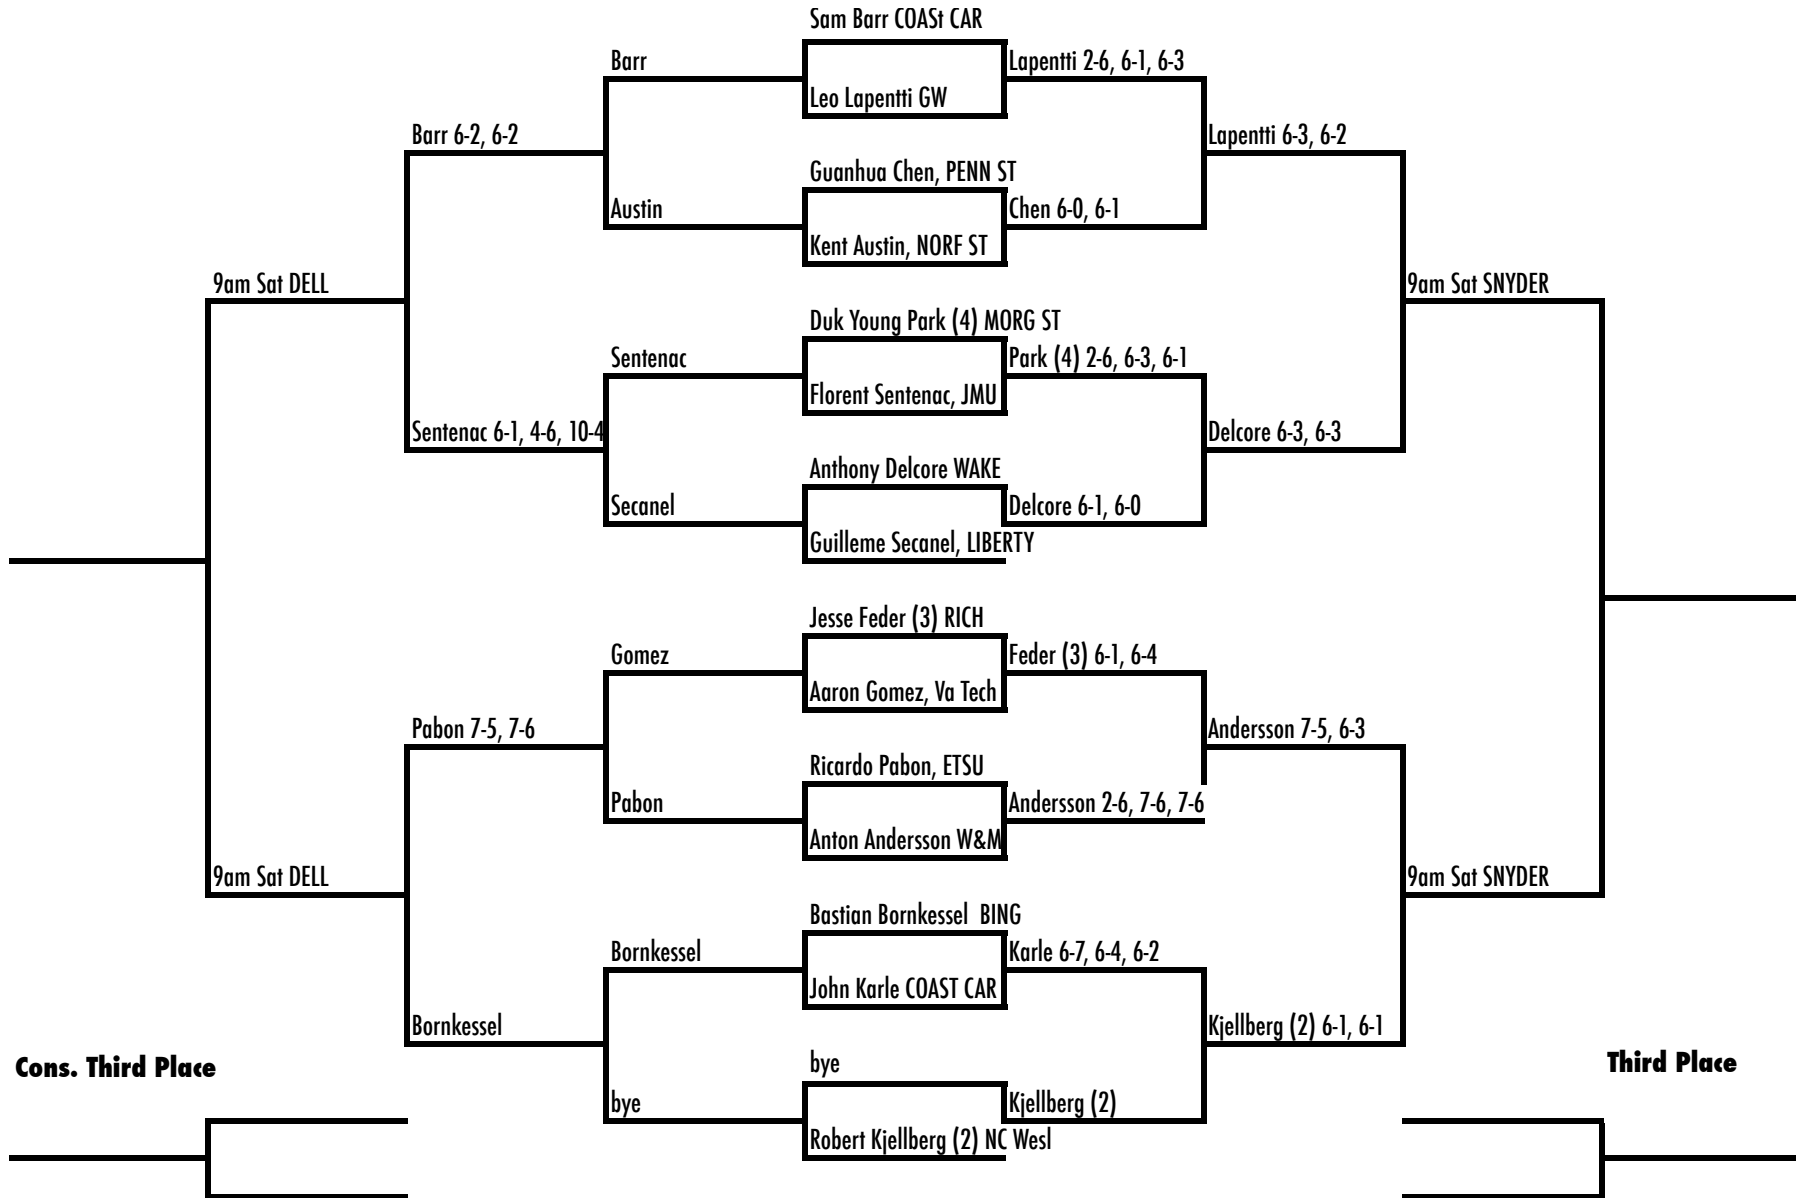 Sam Barr COASt CAR
Barr
Lapentti 2-6, 6-1, 6-3
Leo Lapentti GW
Barr 6-2, 6-2
Lapentti 6-3, 6-2
Guanhua Chen, PENN ST
Austin
Chen 6-0, 6-1
Kent Austin, NORF ST
9am Sat DELL
9am Sat SNYDER
Duk Young Park (4) MORG ST
Sentenac
Park (4) 2-6, 6-3, 6-1
Florent Sentenac, JMU
Sentenac 6-1, 4-6, 10-4
Delcore 6-3, 6-3
Anthony Delcore WAKE
Secanel
Delcore 6-1, 6-0
Guilleme Secanel, LIBERTY
Jesse Feder (3) RICH
Gomez
Feder (3) 6-1, 6-4
Aaron Gomez, Va Tech
Pabon 7-5, 7-6
Andersson 7-5, 6-3
Ricardo Pabon, ETSU
Pabon
Andersson 2-6, 7-6, 7-6
Anton Andersson W&M
9am Sat DELL
9am Sat SNYDER
Bastian Bornkessel  BING
Bornkessel
Karle 6-7, 6-4, 6-2
John Karle COAST CAR
Bornkessel
Kjellberg (2) 6-1, 6-1
Cons. Third Place
bye
Third Place
bye
Kjellberg (2)
Robert Kjellberg (2) NC Wesl